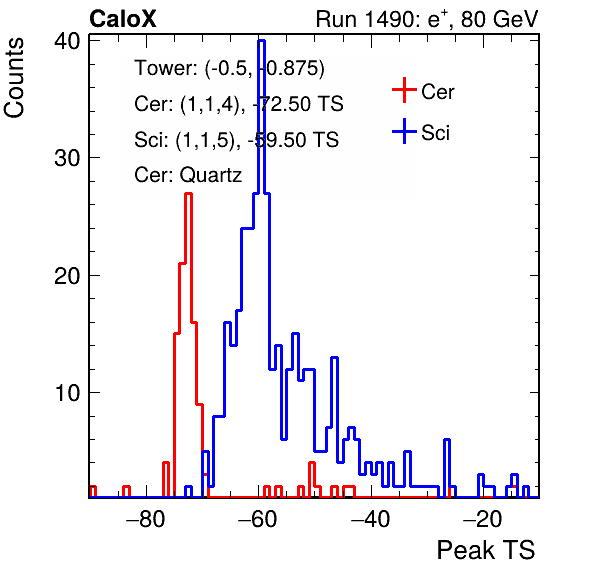 CaloX Run 1490: e⁺, 80 GeV
Counts
40
30
20
10
Tower: (-0.5, -0.875)
Cer: (1,1,4), -72.50 TS
Sci: (1,1,5), -59.50 TS
Cer: Quartz
Cer
Sci
−80 −60 −40 −20
Peak TS